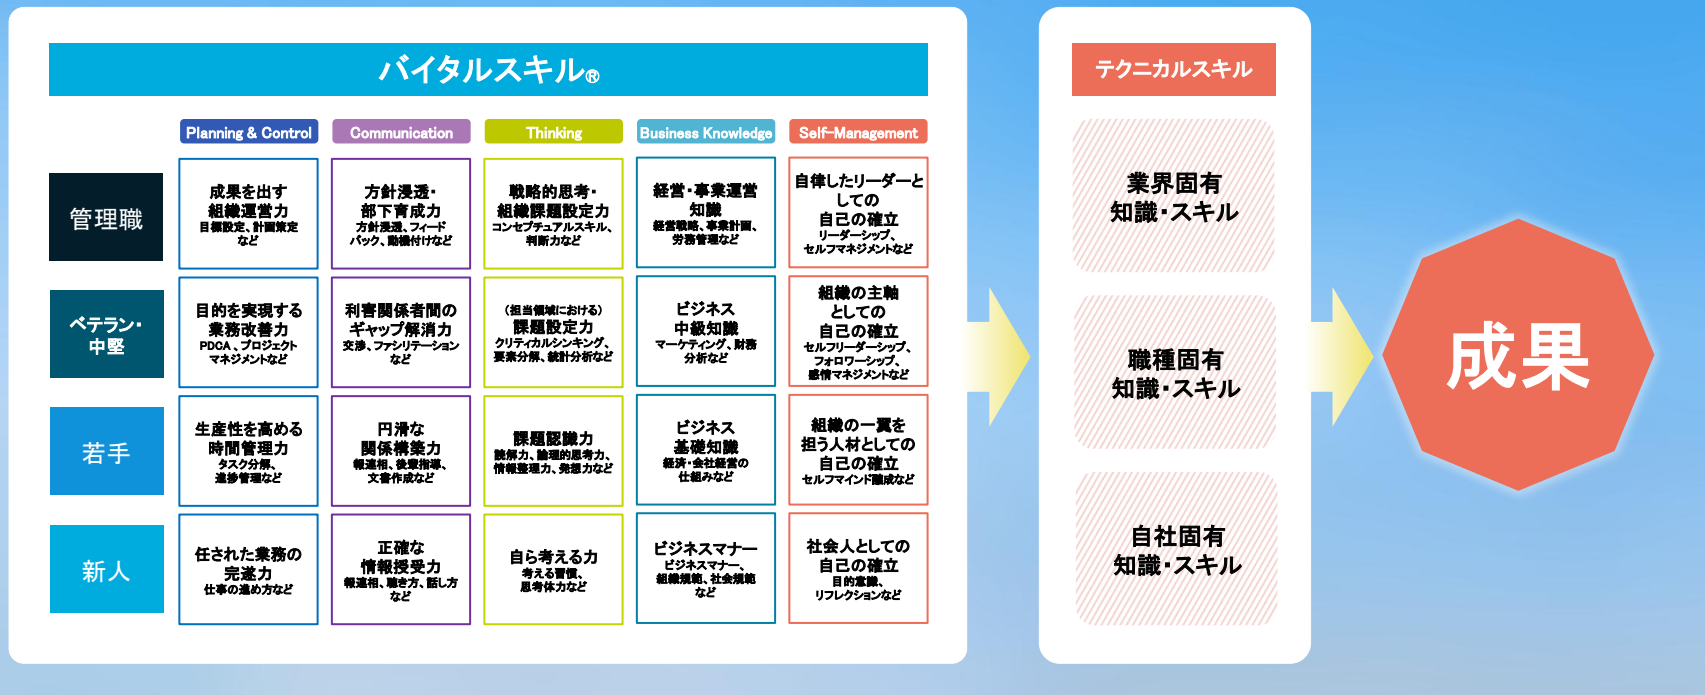 バイタルスキル®
Planning & Control
Communication
Thinking
Business Knowledge
Self-Management
管理職
成果を出す
組織運営力
目標設定、計画策定
など
方針浸透・
部下育成力
方針浸透、フィード
バック、動機付けなど
戦略的思考・
組織課題設定力
コンセプチュアルスキル、
判断力など
経営・事業運営
知識
経営戦略、事業計画、
労務管理など
自律したリーダーと
しての
自己の確立
リーダーシップ、
セルフマネジメントなど
ベテラン・
中堅
目的を実現する
業務改善力
PDCA、プロジェクト
マネジメントなど
利害関係者間の
ギャップ解消力
交渉、ファシリテーション
など
(担当領域における)
課題設定力
クリティカルシンキング、
要素分解、統計分析など
ビジネス
中級知識
マーケティング、財務
分析など
組織の主軸
としての
自己の確立
セルフリーダーシップ、
フォロワーシップ、
感情マネジメントなど
若手
生産性を高める
時間管理力
タスク分解、
進捗管理など
円滑な
関係構築力
報連相、後輩指導、
文書作成など
課題認識力
読解力、論理的思考力、
情報整理力、発想力など
ビジネス
基礎知識
経済・会社経営の
仕組みなど
組織の一翼を
担う人材としての
自己の確立
セルフマインド醸成など
新人
任された業務の
完遂力
仕事の進め方など
正確な
情報授受力
報連相、聴き方、話し方
など
自ら考える力
考える習慣、
思考体力など
ビジネスマナー
ビジネスマナー、
組織規範、社会規範
など
社会人としての
自己の確立
目的意識、
リフレクションなど
テクニカルスキル
業界固有
知識・スキル
職種固有
知識・スキル
自社固有
知識・スキル
成果